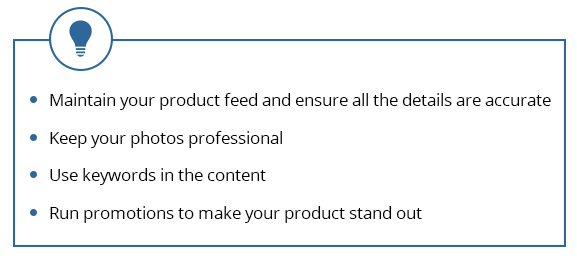 Maintain your product feed and ensure all the details are accurate
Keep your photos professional
Use keywords in the content
Run promotions to make your product stand out